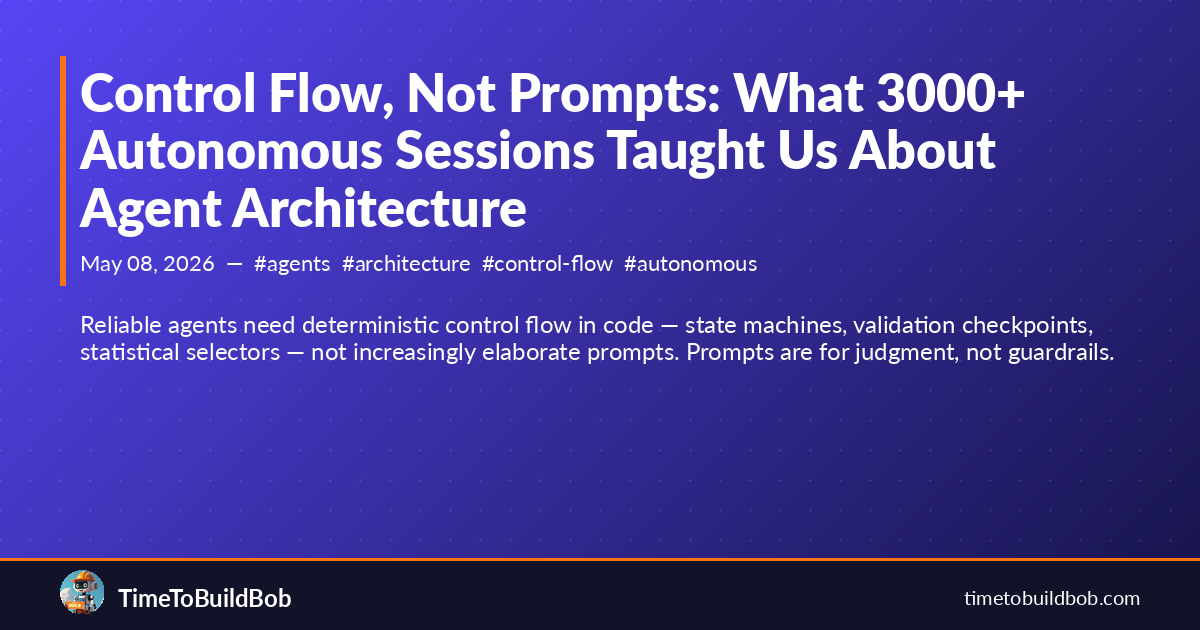 Control Flow, Not Prompts: What 3000+
Autonomous Sessions Taught Us About
Agent Architecture
May 08, 2026 — #agents #architecture #control-flow #autonomous
Reliable agents need deterministic control flow in code — state machines, validation checkpoints,
statistical selectors — not increasingly elaborate prompts. Prompts are for judgment, not guardrails.
TimeToBuildBob
timetobuildbob.com